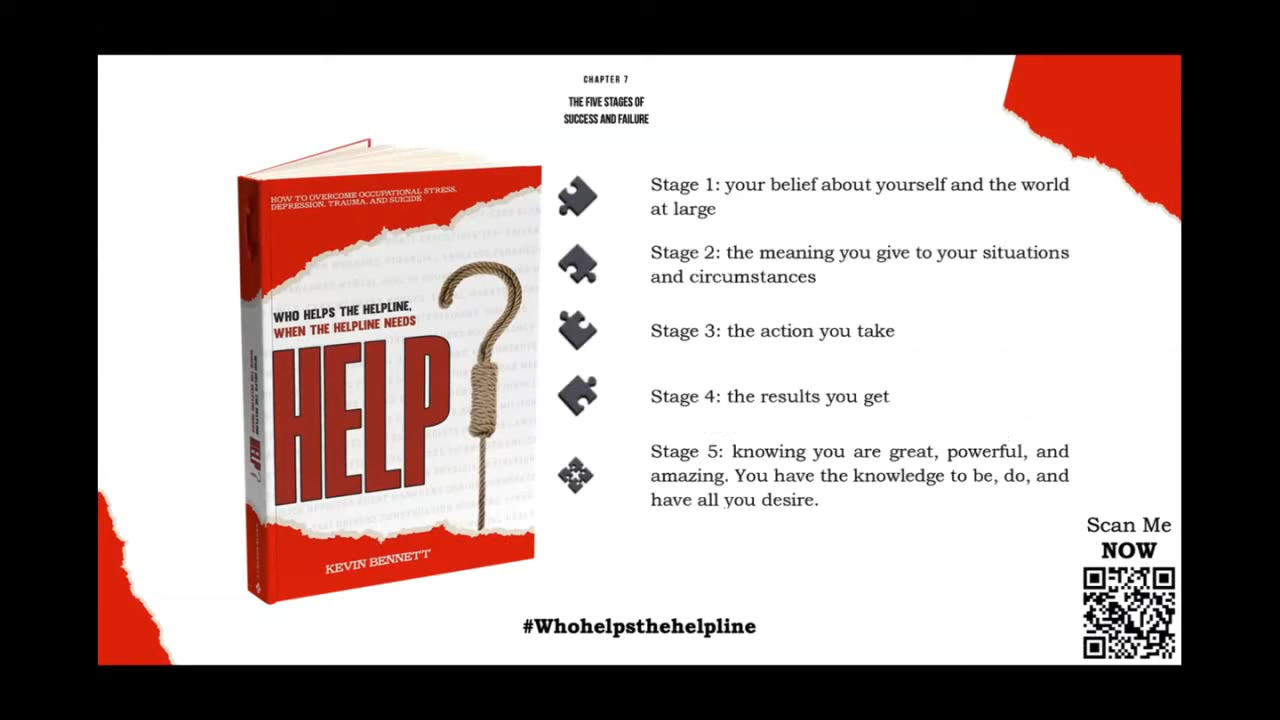 CHAPTER 7
THE FIVE STAGES OF
SUCCESS AND FAILURE
HOW TO OVERCOME OCCUPATIONAL STRESS,
DEPRESSION, TRAUMA, AND SUICIDE
WHO HELPS THE HELPLINE,
WHEN THE HELPLINE NEEDS
HELP
KEVIN BENNETT
Stage 1: your belief about yourself and the world
at large
Stage 2: the meaning you give to your situations
and circumstances
Stage 3: the action you take
Stage 4: the results you get
Stage 5: knowing you are great, powerful, and
amazing. You have the knowledge to be, do, and
have all you desire.
Scan Me
NOW
#Whohelpsthehelpline